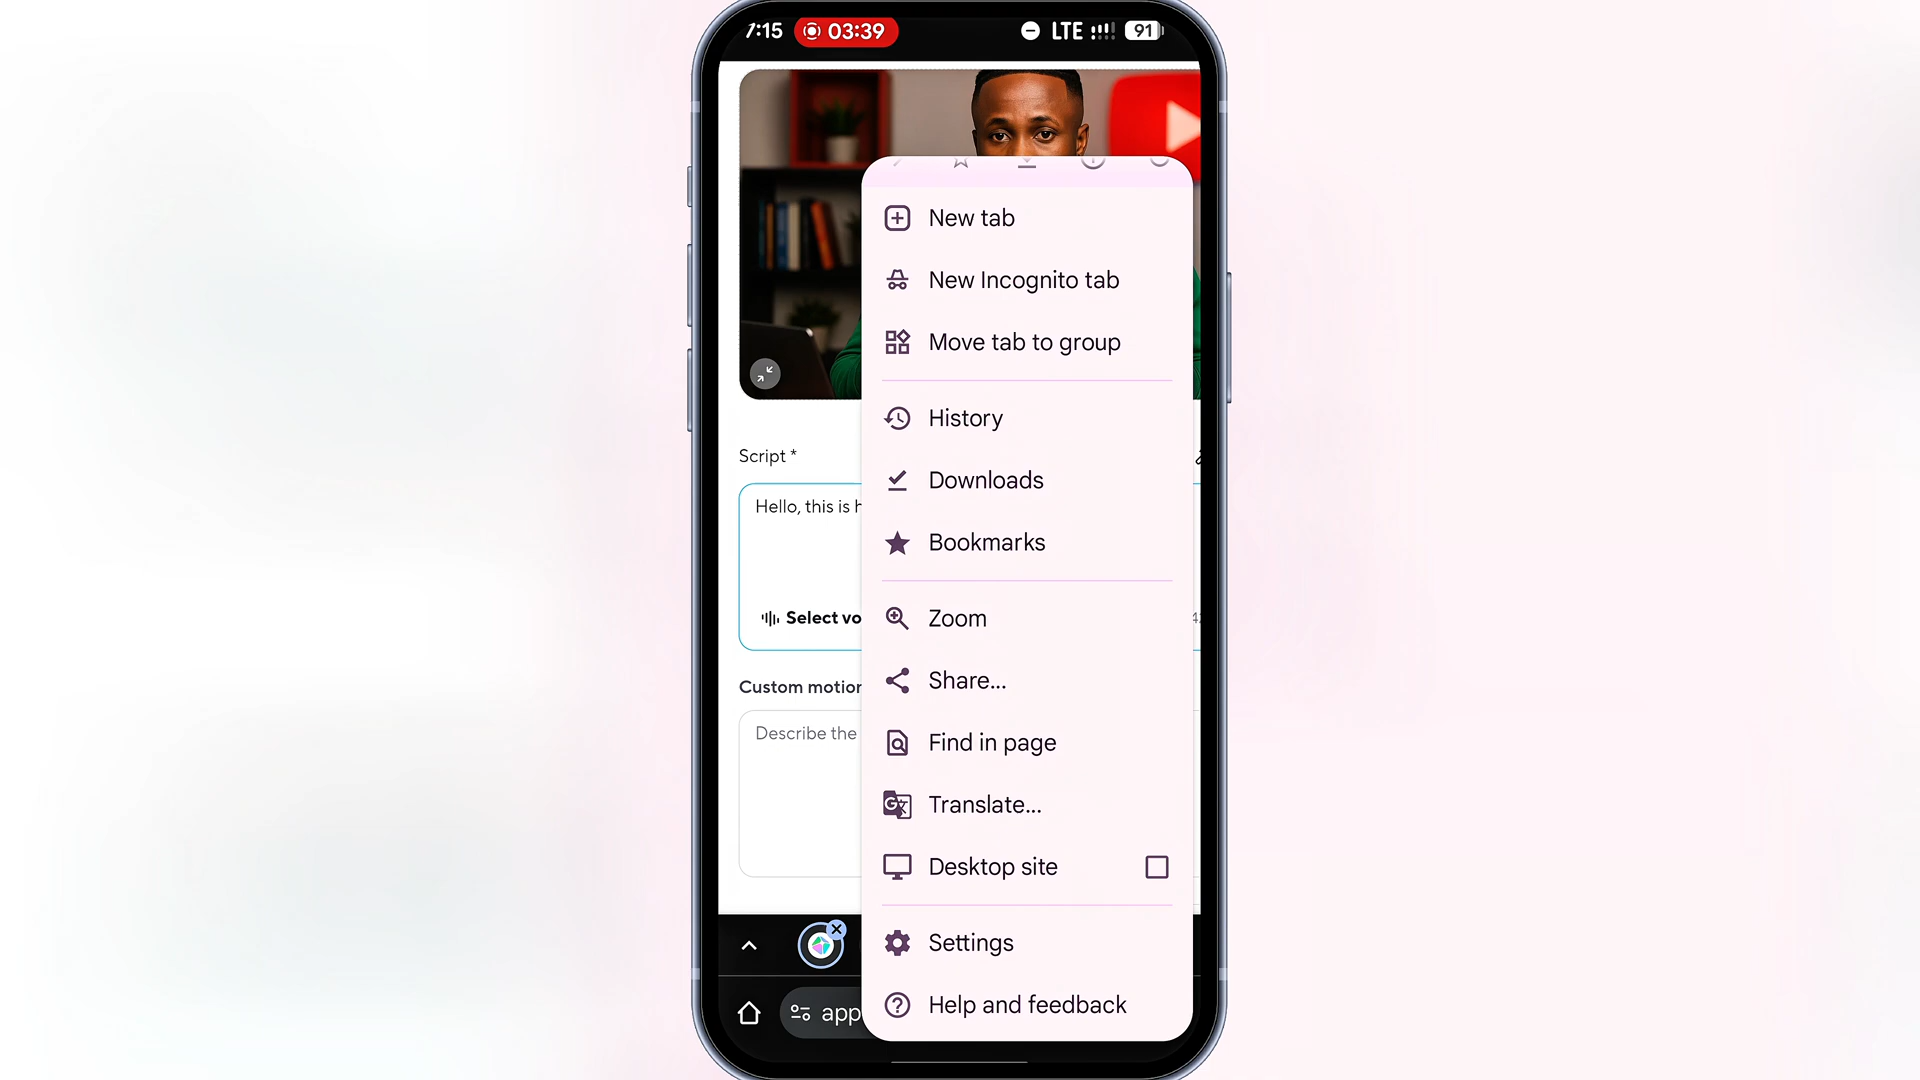 7:15 03:39 LTE 91
New tab
New Incognito tab
Move tab to group
History
Script *
Downloads
Hello, this is
Bookmarks
Select
Zoom
Share...
Custom
Find in page
Describe the
Translate...
Desktop site
Settings
Help and feedback
app